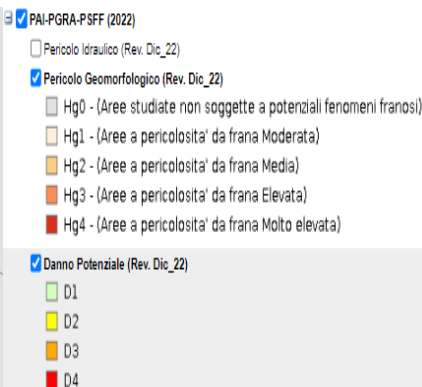 PAI-PGRA-PSFF (2022)
Pericolo Idraulico (Rev. Dic_22)
Pericolo Geomorfologico (Rev. Dic_22)
Hg0 - (Aree studiate non soggette a potenziali fenomeni franosi)
Hg1 - (Aree a pericolosita' da frana Moderata)
Hg2 - (Aree a pericolosita' da frana Media)
Hg3 - (Aree a pericolosita' da frana Elevata)
Hg4 - (Aree a pericolosita' da frana Molto elevata)
Danno Potenziale (Rev. Dic_22)
D1
D2
D3
D4